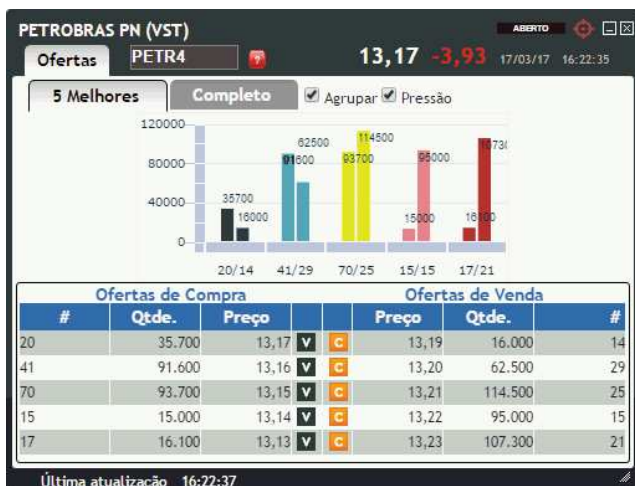 PETROBRAS PN (VST) ABERTO
Ofertas PETR4 ? 13,17 -3,93 17/03/17 16:22:35
5 Melhores Completo Agrupar Pressão
120000
80000
40000
0
35700 16000
91600 62500
93700 114500
15000 95000
16100
20/14 41/29 70/25 15/15 17/21
Ofertas de Compra Ofertas de Venda
# Qtde. Preço Preço Qtde. #
20 35.700 13,17 V C 13,19 16.000 14
41 91.600 13,16 V C 13,20 62.500 29
70 93.700 13,15 V C 13,21 114.500 25
15 15.000 13,14 V C 13,22 95.000 15
17 16.100 13,13 V C 13,23 107.300 21
Última atualização 16:22:37